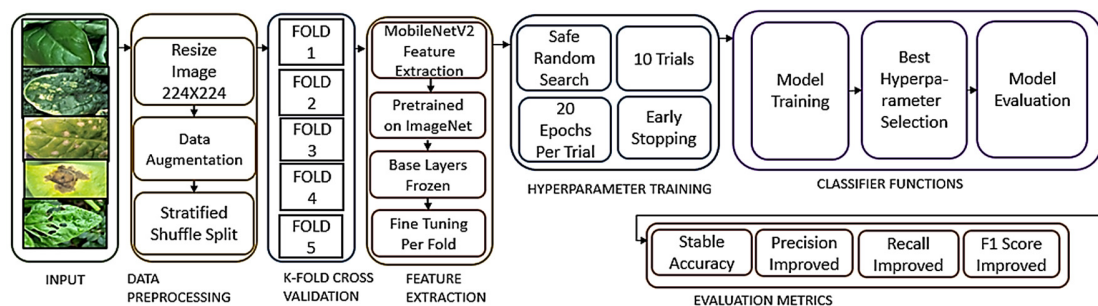 INPUT
Resize
Image
224X224
Data
Augmentation
Stratified
Shuffle Split
DATA
PREPROCESSING
FOLD
1
FOLD
2
FOLD
3
FOLD
4
FOLD
5
K-FOLD CROSS
VALIDATION
MobileNetV2
Feature
Extraction
Pretrained
on ImageNet
Base Layers
Frozen
Fine Tuning
Per Fold
FEATURE
EXTRACTION
Safe
Random
Search
10 Trials
20
Epochs
Per Trial
Early
Stopping
HYPERPARAMETER TRAINING
Model
Training
Best
Hyperpa-
rameter
Selection
Model
Evaluation
CLASSIFIER FUNCTIONS
Stable
Accuracy
Precision
Improved
Recall
Improved
F1 Score
Improved
EVALUATION METRICS